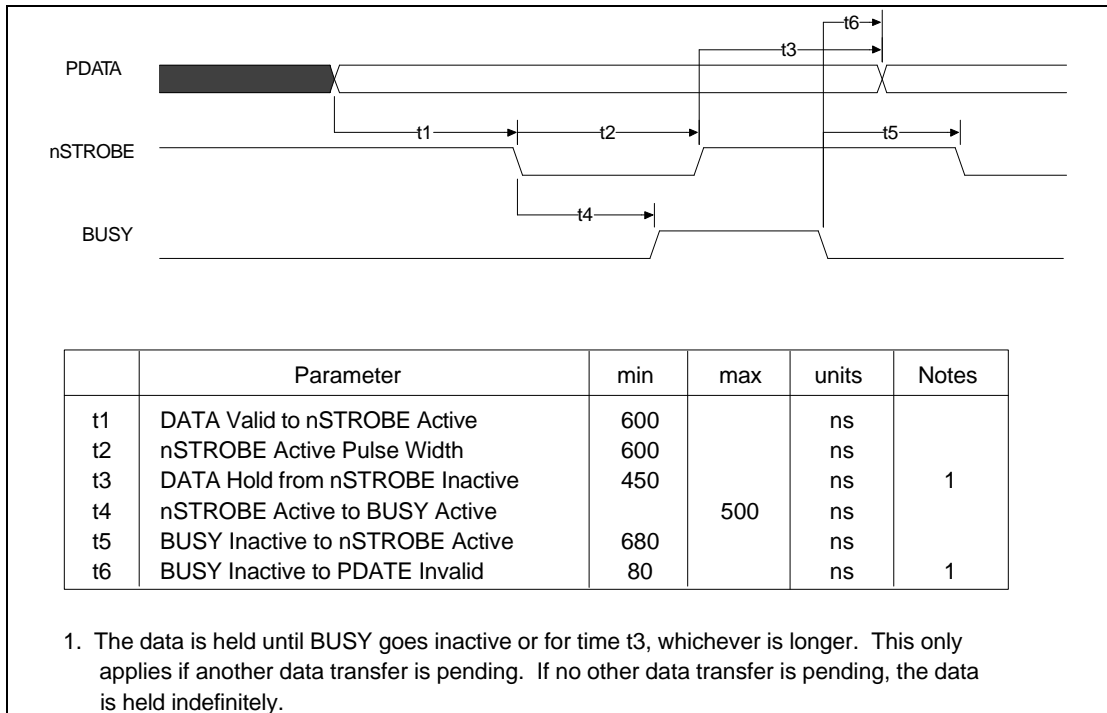 t6
t3
PDATA
t1
t2
t5
nSTROBE
t4
BUSY
Parameter min max units Notes
t1 DATA Valid to nSTROBE Active 600 ns
t2 nSTROBE Active Pulse Width 600 ns
t3 DATA Hold from nSTROBE Inactive 450 ns 1
t4 nSTROBE Active to BUSY Active 500 ns
t5 BUSY Inactive to nSTROBE Active 680 ns
t6 BUSY Inactive to PDATE Invalid 80 ns 1
1. The data is held until BUSY goes inactive or for time t3, whichever is longer. This only
applies if another data transfer is pending. If no other data transfer is pending, the data
is held indefinitely.